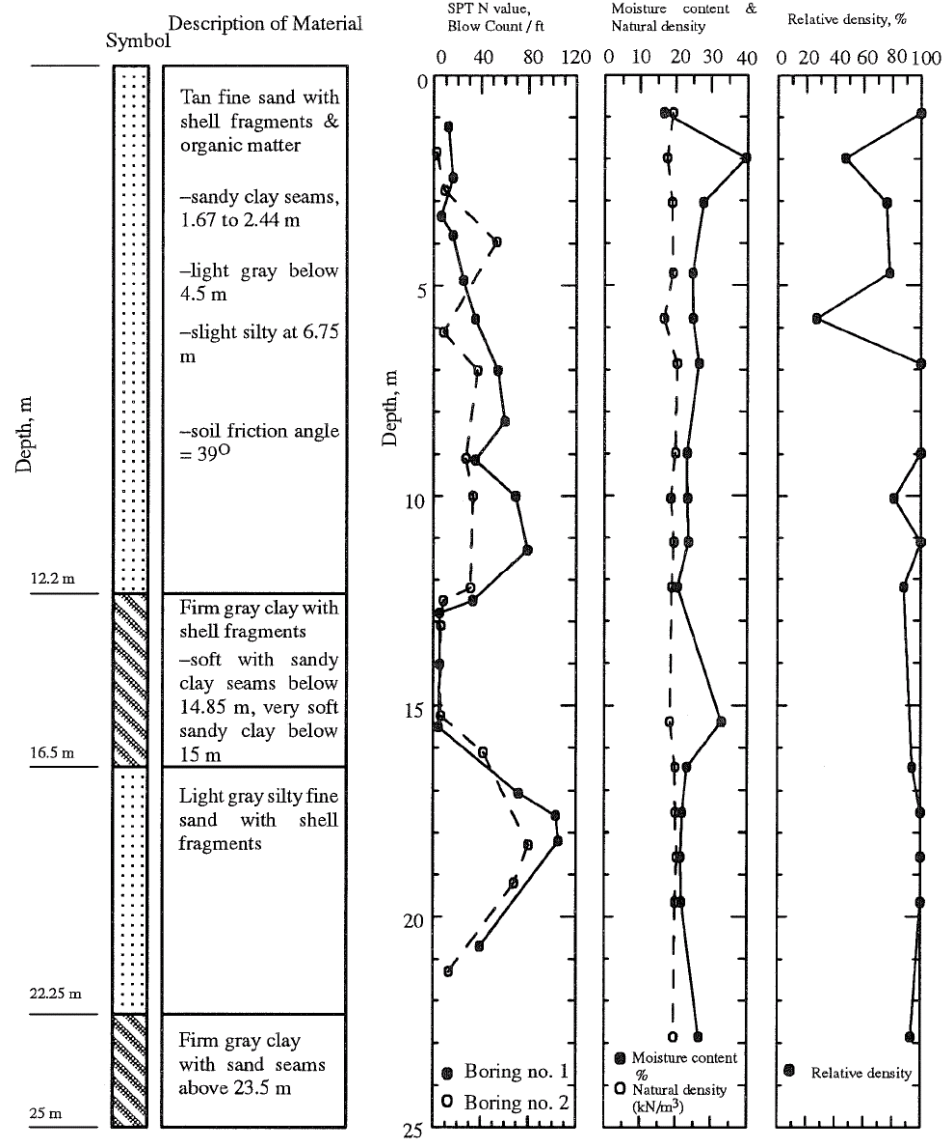 Symbol
Description of Material
SPT N value,
Blow Count / ft
Moisture content &
Natural density
Relative density, %
0 40 80 120
0 10 20 30 40
0 20 40 60 80 100
Depth, m
Tan fine sand with
shell fragments &
organic matter
–sandy clay seams,
1.67 to 2.44 m
–light gray below
4.5 m
–slight silty at 6.75
m
–soil friction angle
= 39O
12.2 m
Firm gray clay with
shell fragments
–soft with sandy
clay seams below
14.85 m, very soft
sandy clay below
15 m
16.5 m
Light gray silty fine
sand with shell
fragments
22.25 m
Firm gray clay
with sand seams
above 23.5 m
25 m
Depth, m
0
5
10
15
20
25
Boring no. 1
Boring no. 2
Moisture content
%
Natural density
(kN/m3)
Relative density